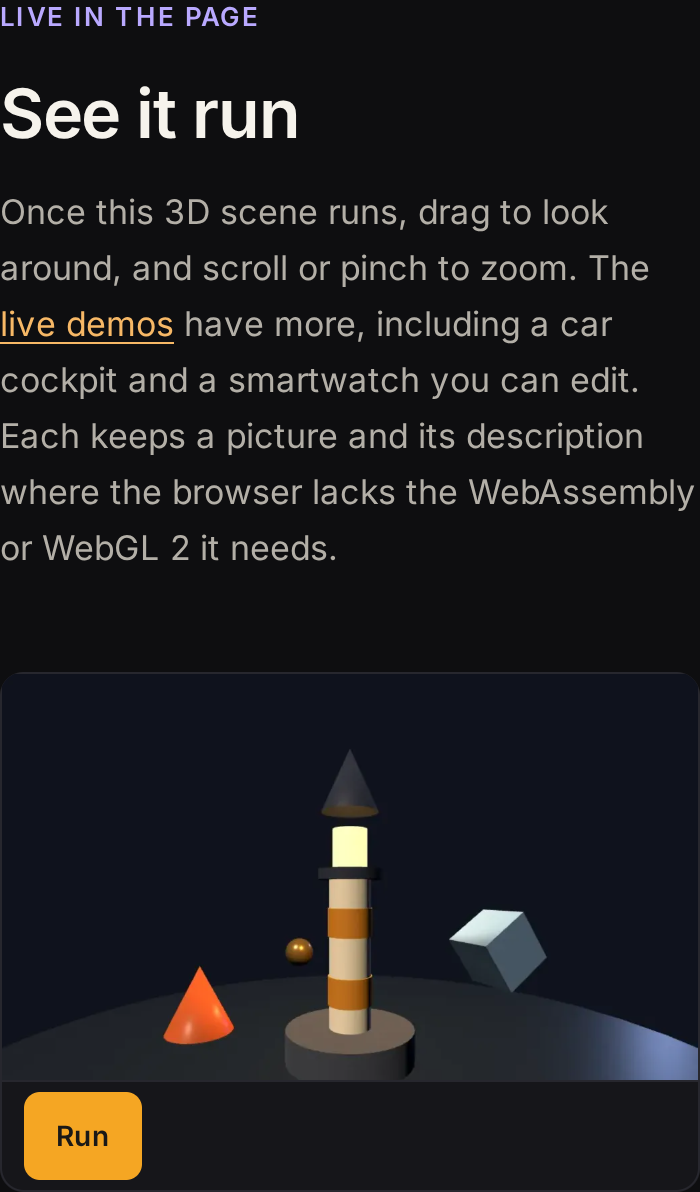 LIVE IN THE PAGE
See it run
Once this 3D scene runs, drag to look
around, and scroll or pinch to zoom. The
live demos have more, including a car
cockpit and a smartwatch you can edit.
Each keeps a picture and its description
where the browser lacks the WebAssembly
or WebGL 2 it needs.
Run